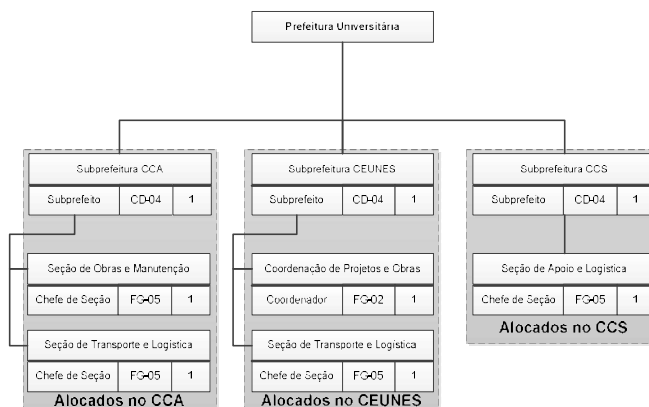 Prefeitura Universitária
Subprefeitura CCA
Subprefeito CD-04 1
Seção de Obras e Manutenção
Chefe de Seção FG-05 1
Seção de Transporte e Logística
Chefe de Seção FG-05 1
Alocados no CCA
Subprefeitura CEUNES
Subprefeito CD-04 1
Coordenação de Projetos e Obras
Coordenador FG-02 1
Seção de Transporte e Logística
Chefe de Seção FG-05 1
Alocados no CEUNES
Subprefeitura CCS
Subprefeito CD-04 1
Seção de Apoio e Logística
Chefe de Seção FG-05 1
Alocados no CCS